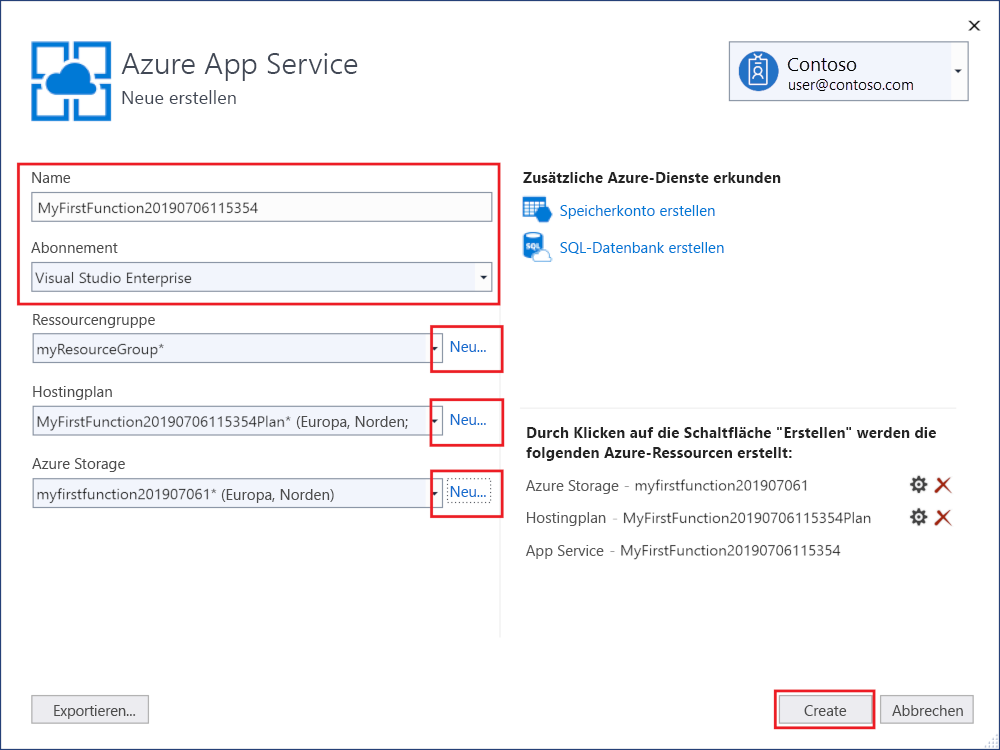 Azure App Service
Neue erstellen
Contoso
user@contoso.com
Name
MyFirstFunction20190706115354
Abonnement
Visual Studio Enterprise
Ressourcengruppe
myResourceGroup*
Neu...
Hostingplan
MyFirstFunction20190706115354Plan* (Europa, Norden;
Neu...
Azure Storage
myfirstfunction201907061* (Europa, Norden)
Neu...
Zusätzliche Azure-Dienste erkunden
Speicherkonto erstellen
SQL
SQL-Datenbank erstellen
Durch Klicken auf die Schaltfläche "Erstellen" werden die
folgenden Azure-Ressourcen erstellt:
Azure Storage - myfirstfunction201907061
Hostingplan - MyFirstFunction20190706115354Plan
App Service - MyFirstFunction20190706115354
Exportieren...
Create
Abbrechen